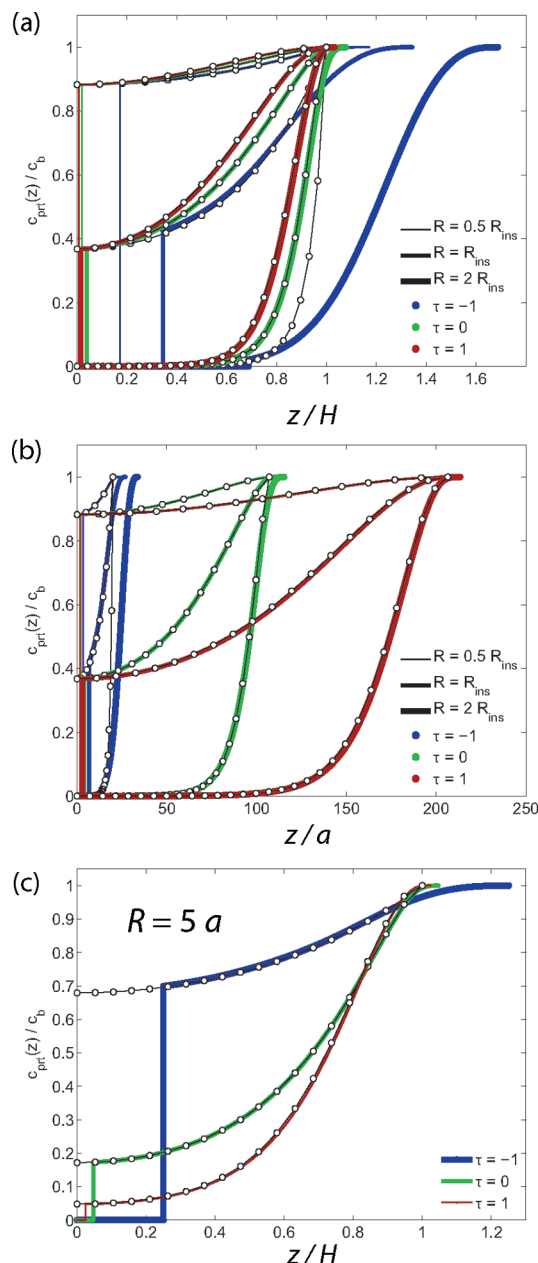 (a)
1
0.8
0.6
0.4
0.2
0
c_prt(z) / c_b
R = 0.5 R_ins
R = R_ins
R = 2 R_ins
τ = −1
τ = 0
τ = 1
0 0.2 0.4 0.6 0.8 1.0 1.2 1.4 1.6
z / H
(b)
1
0.8
0.6
0.4
0.2
0
c_prt(z) / c_b
R = 0.5 R_ins
R = R_ins
R = 2 R_ins
τ = −1
τ = 0
τ = 1
0 50 100 150 200 250
z / a
(c)
1
0.9
0.8
0.7
0.6
0.5
0.4
0.3
0.2
0.1
0
c_prt(z) / c_b
R = 5 a
τ = −1
τ = 0
τ = 1
0 0.2 0.4 0.6 0.8 1 1.2
z / H